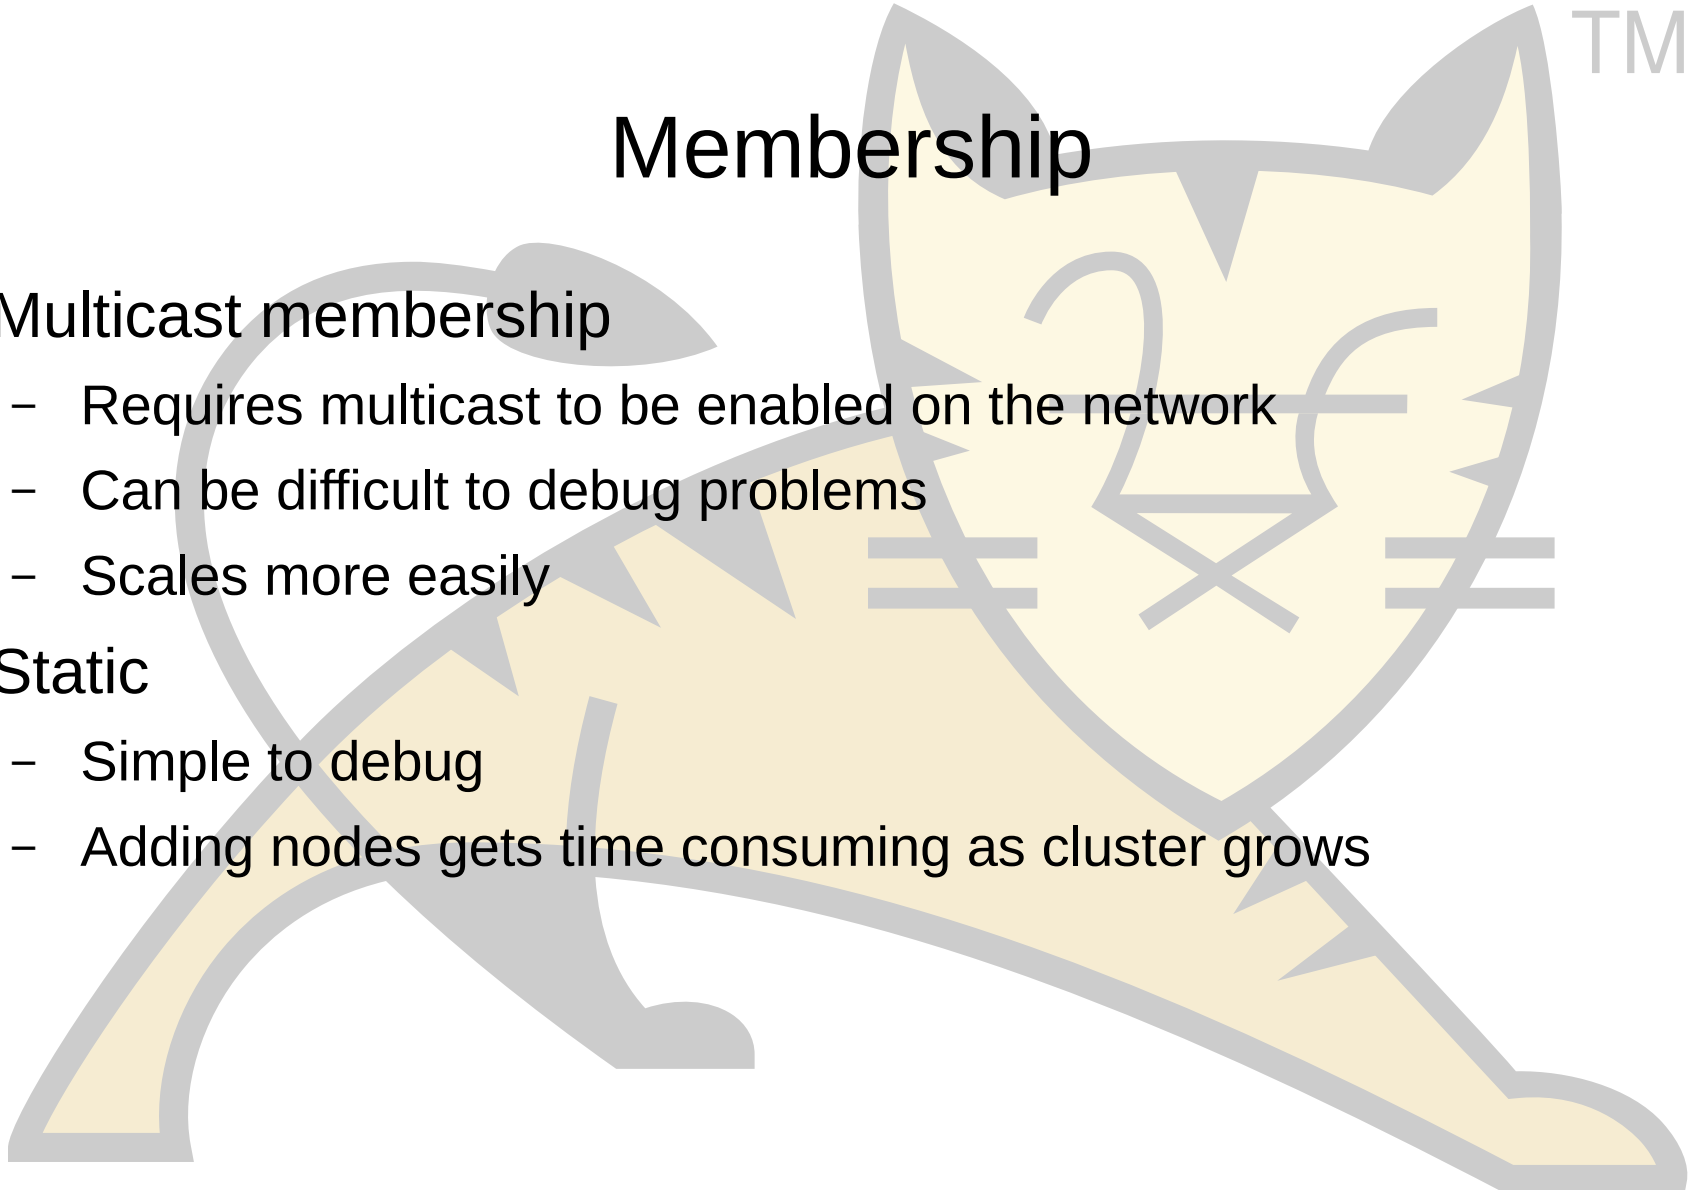 TM
Membership
Multicast membership
– Requires multicast to be enabled on the network
– Can be difficult to debug problems
– Scales more easily
Static
– Simple to debug
– Adding nodes gets time consuming as cluster grows